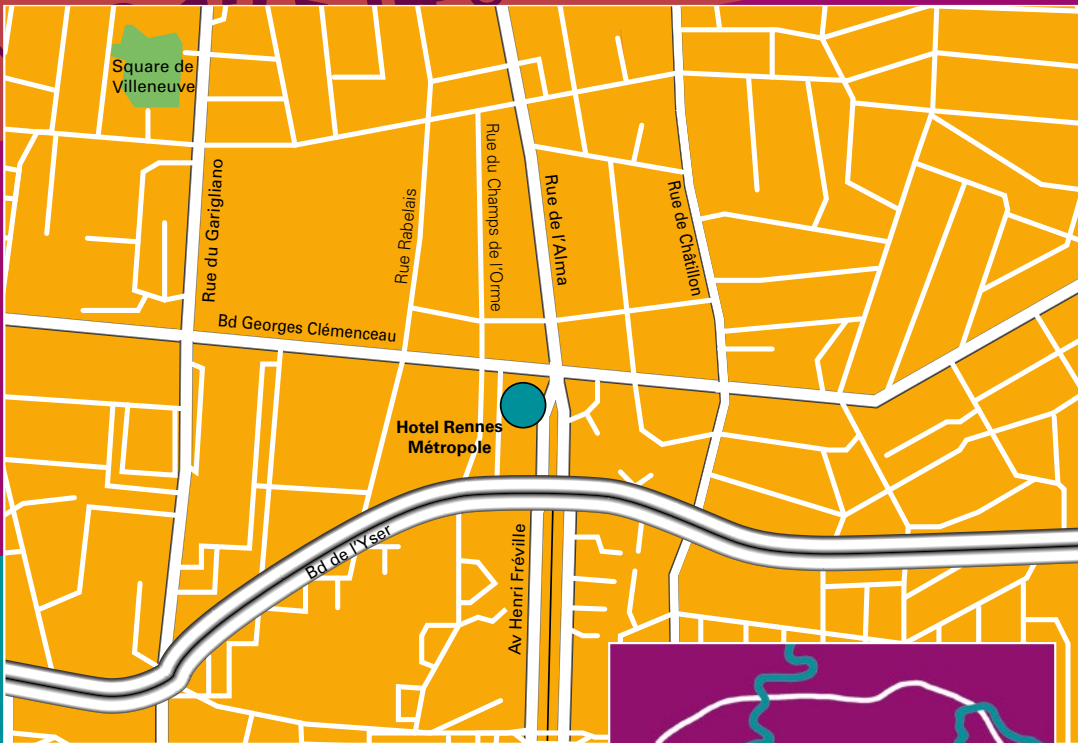 Square de
Villeneuve
Rue du Garigliano
Rue Rabelais
Rue du Champs de l'Orme
Rue de l'Alma
Rue de Châtillon
Bd Georges Clémenceau
Hotel Rennes
Métropole
Bd de l'Yser
Av Henri Fréville